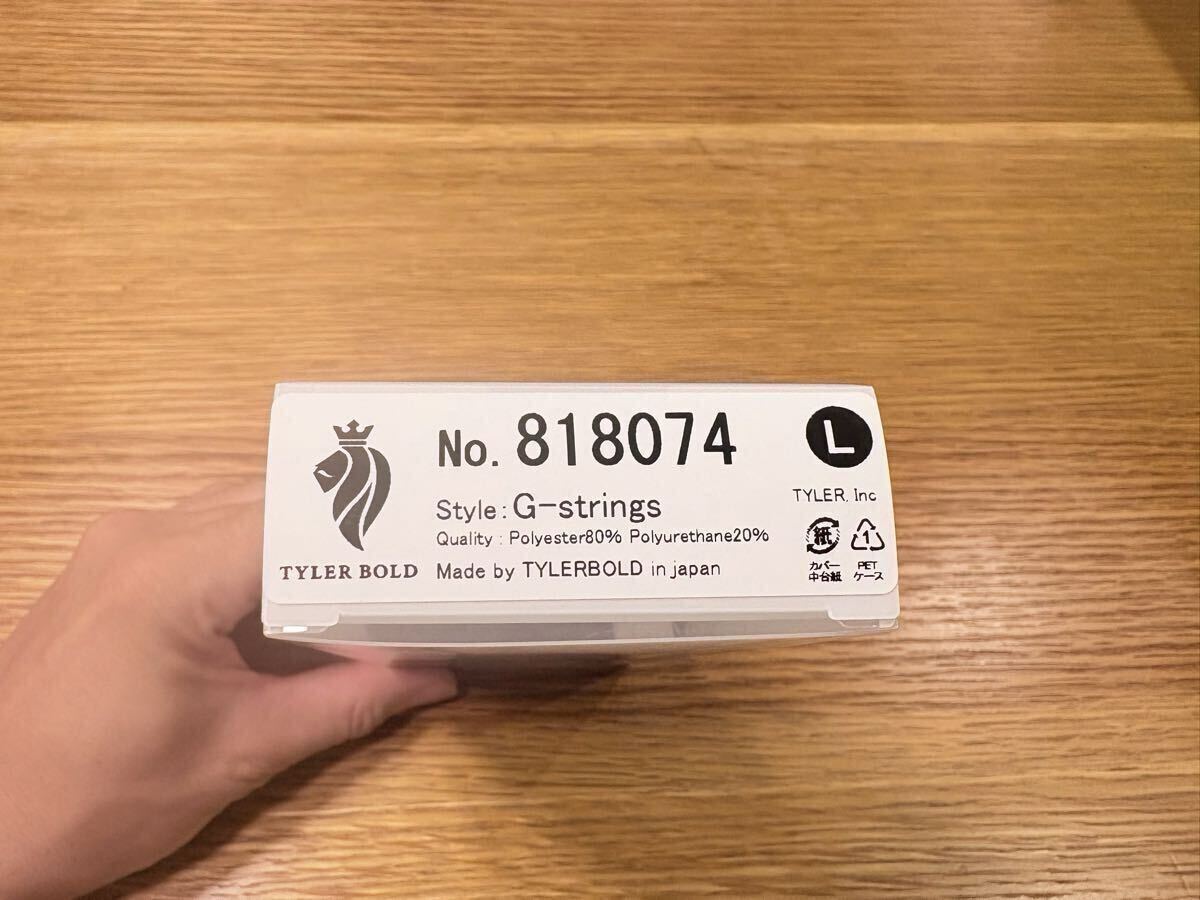 No. 818074
L
Style: G-strings
TYLER. Inc
Quality : Polyester80% Polyurethane20%
紙
1
TYLER BOLD
Made by TYLERBOLD in japan
カバー
中台紙
PET
ケース